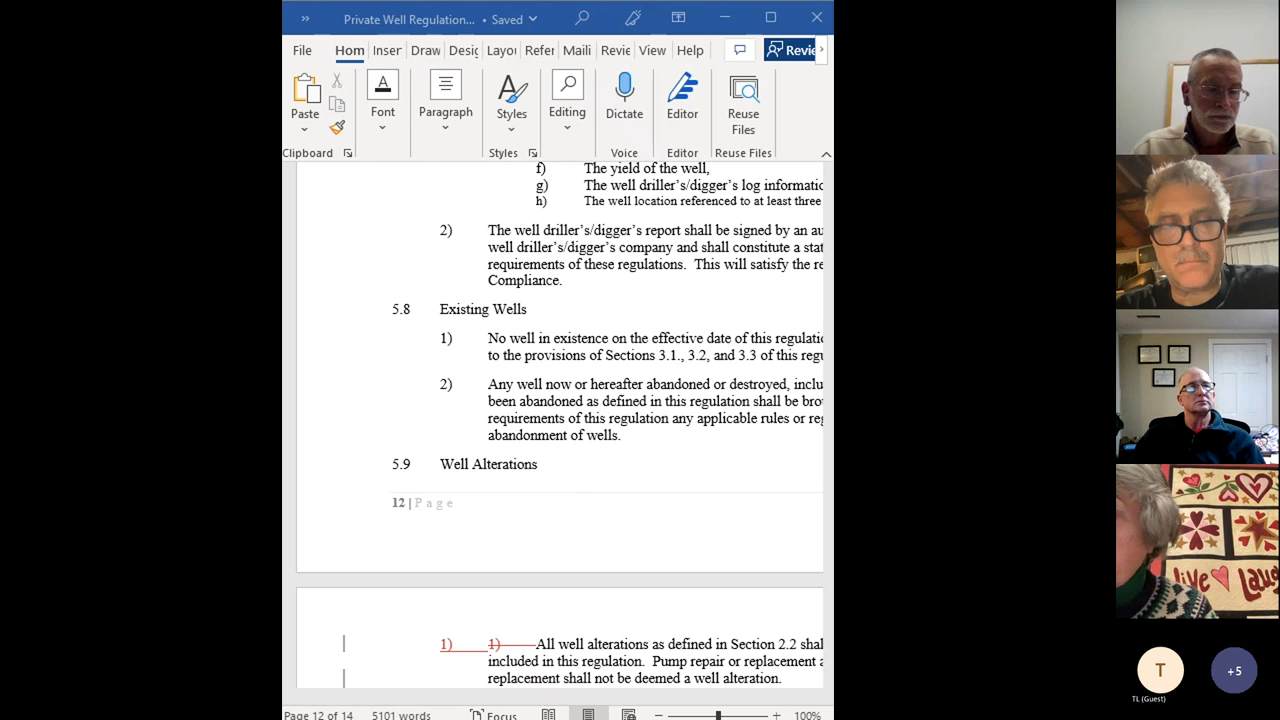 Private Well Regulation... • Saved
File Hom Inser Draw Desig Layou Refer Maili Revie View Help Revie
Paste Font Paragraph Styles Editing Dictate Editor Reuse Files
Clipboard Styles Voice Editor Reuse Files
f) The yield of the well,
g) The well driller's/digger's log informatio
h) The well location referenced to at least three
2) The well driller's/digger's report shall be signed by an au
well driller's/digger's company and shall constitute a stat
requirements of these regulations. This will satisfy the re
Compliance.
5.8 Existing Wells
1) No well in existence on the effective date of this regulatio
to the provisions of Sections 3.1., 3.2, and 3.3 of this regu
2) Any well now or hereafter abandoned or destroyed, inclu
been abandoned as defined in this regulation shall be brou
requirements of this regulation any applicable rules or reg
abandonment of wells.
5.9 Well Alterations
12 | Page
1) 1) All well alterations as defined in Section 2.2 shal
included in this regulation. Pump repair or replacement a
replacement shall not be deemed a well alteration.
Page 12 of 14 5101 words Focus 100%
live Laug
T
+5
TL (Guest)